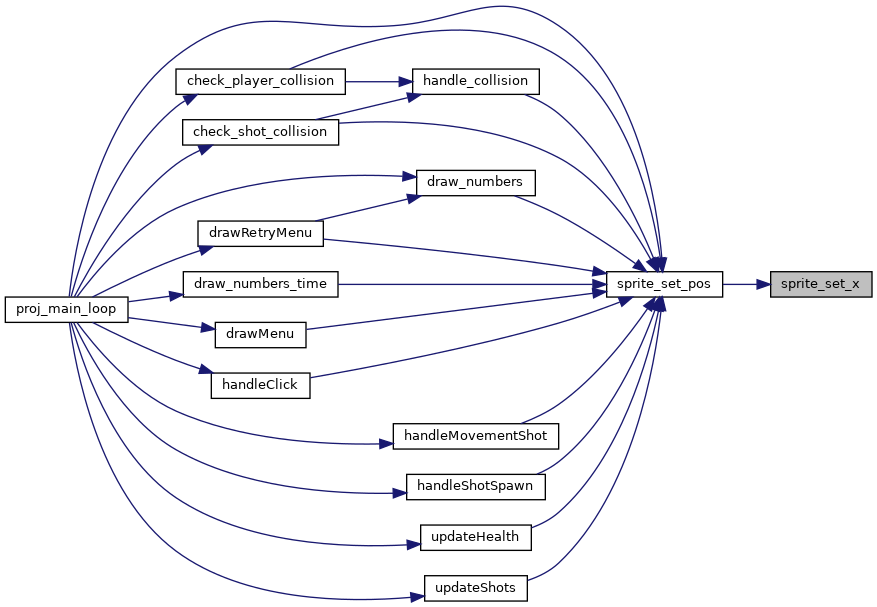 check_player_collision
handle_collision
check_shot_collision
draw_numbers
drawRetryMenu
draw_numbers_time
sprite_set_pos
sprite_set_x
proj_main_loop
drawMenu
handleClick
handleMovementShot
handleShotSpawn
updateHealth
updateShots